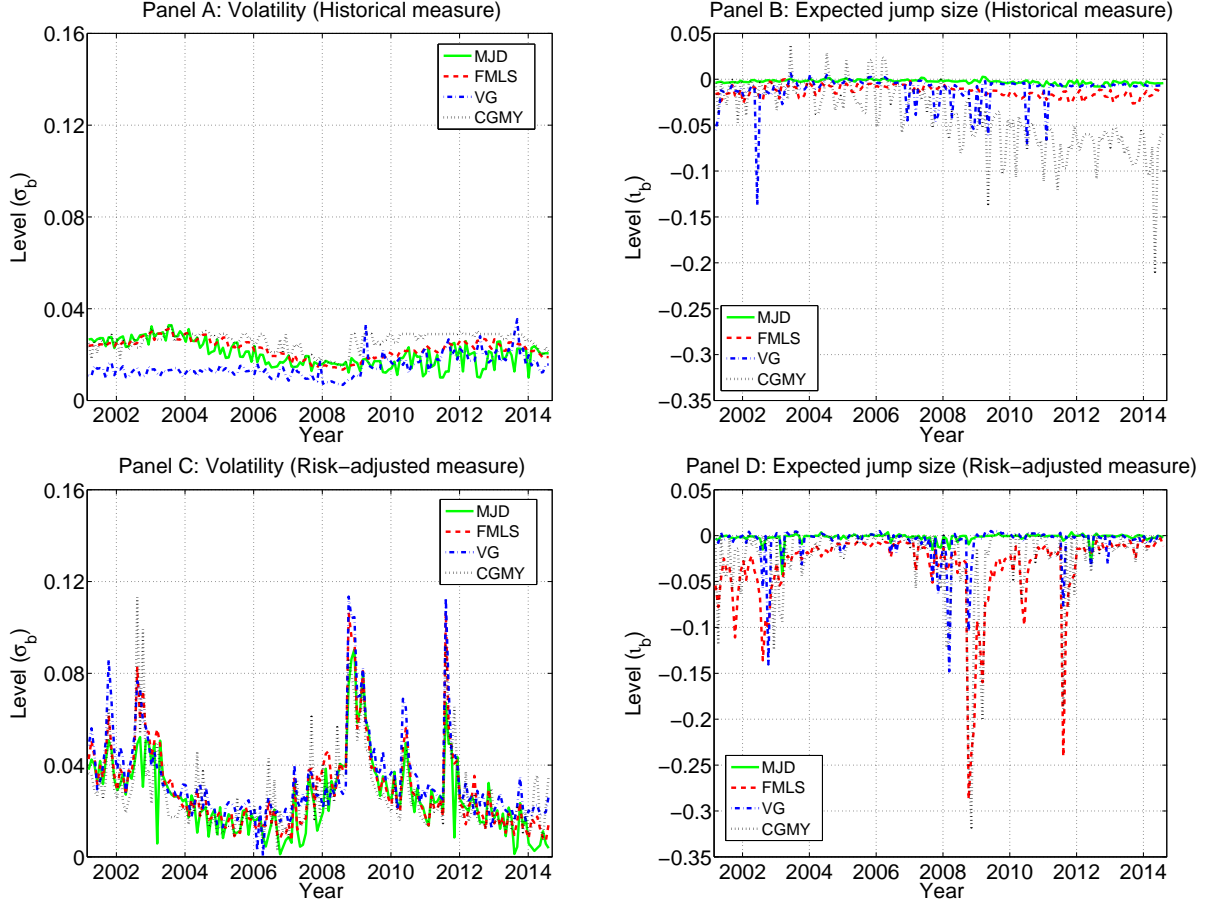 Panel A: Volatility (Historical measure)
0.16
0.12
0.08
0.04
0
Level (σ_b)
MJD
FMLS
VG
CGMY
2002 2004 2006 2008 2010 2012 2014
Year
Panel B: Expected jump size (Historical measure)
0.05
0
−0.05
−0.1
−0.15
−0.2
−0.25
−0.3
−0.35
Level (ι_b)
MJD
FMLS
VG
CGMY
2002 2004 2006 2008 2010 2012 2014
Year
Panel C: Volatility (Risk−adjusted measure)
0.16
0.12
0.08
0.04
0
Level (σ_b)
MJD
FMLS
VG
CGMY
2002 2004 2006 2008 2010 2012 2014
Year
Panel D: Expected jump size (Risk−adjusted measure)
0.05
0
−0.05
−0.1
−0.15
−0.2
−0.25
−0.3
−0.35
Level (ι_b)
MJD
FMLS
VG
CGMY
2002 2004 2006 2008 2010 2012 2014
Year